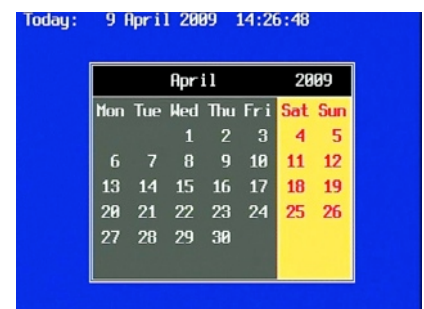 Today: 9 April 2009 14:26:48
April 2009
Mon Tue Wed Thu Fri Sat Sun
1 2 3 4 5
6 7 8 9 10 11 12
13 14 15 16 17 18 19
20 21 22 23 24 25 26
27 28 29 30